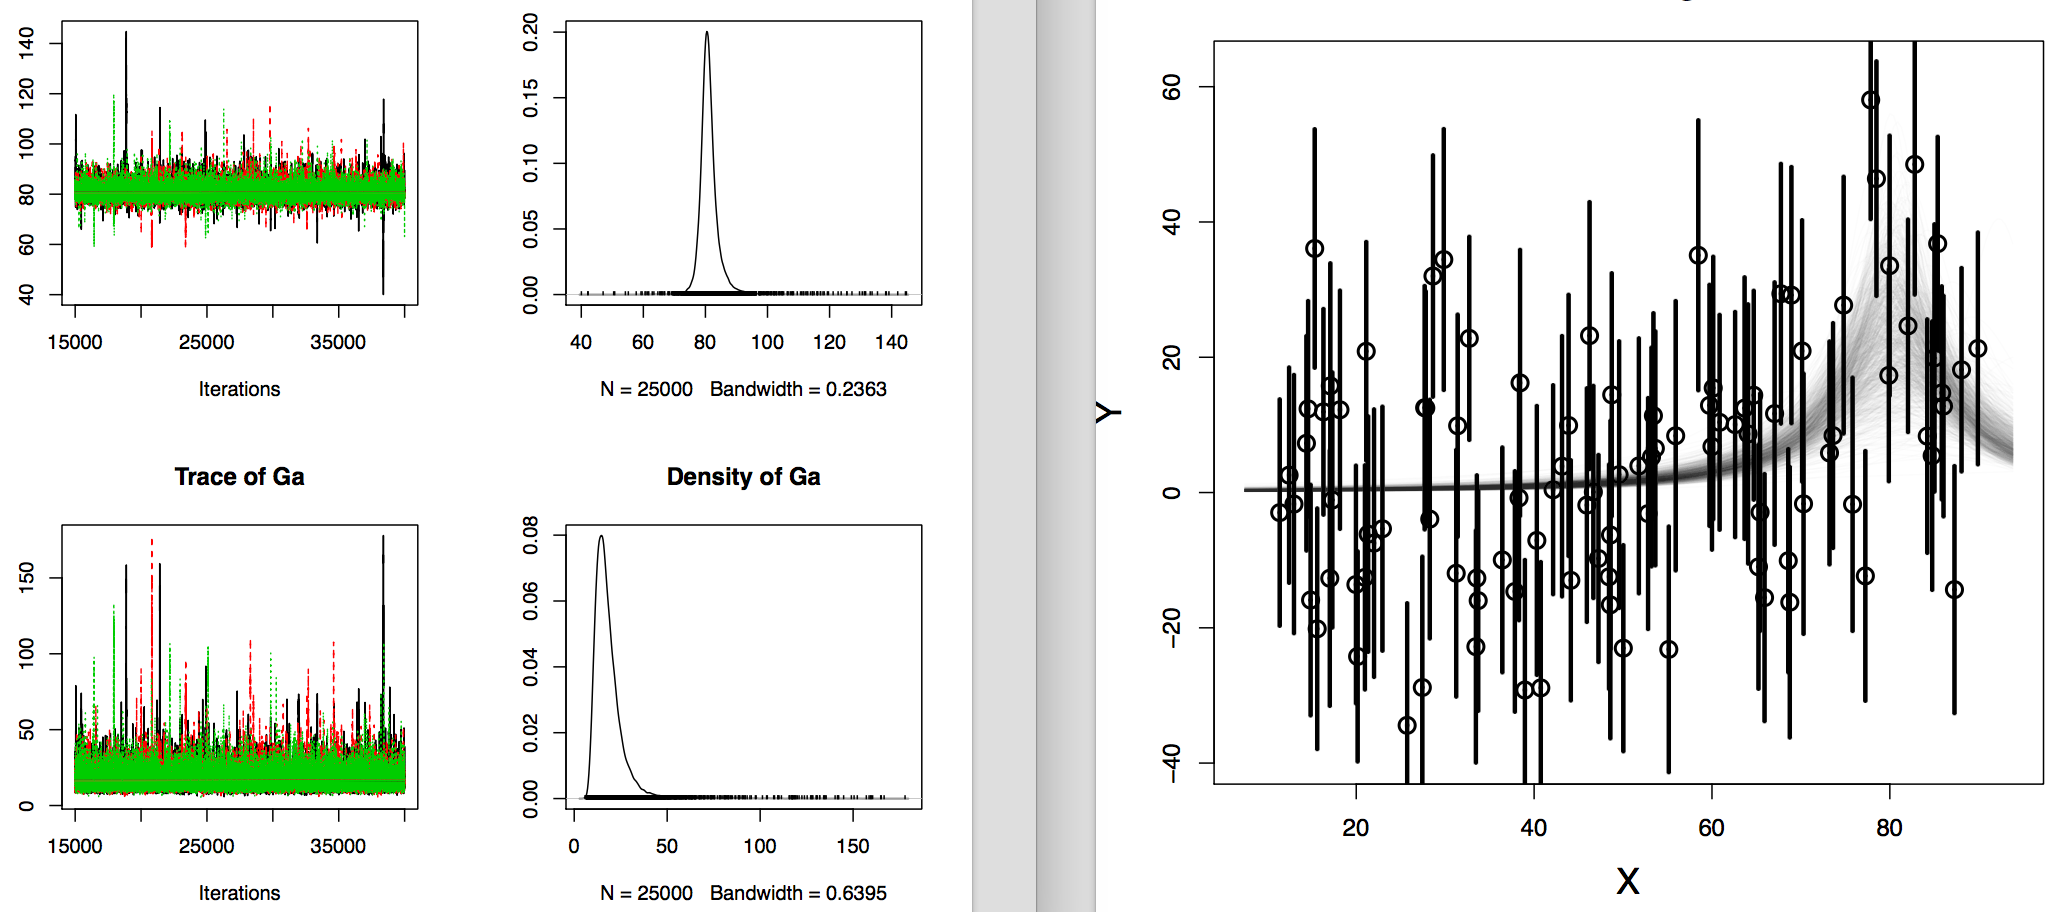 140
120
100
80
60
40
15000 25000 35000
Iterations
0.20
0.15
0.10
0.05
0.00
40 60 80 100 120 140
N = 25000 Bandwidth = 0.2363
Trace of Ga
150
100
50
0
15000 25000 35000
Iterations
Density of Ga
0.08
0.06
0.04
0.02
0.00
0 50 100 150
N = 25000 Bandwidth = 0.6395
Y
60
40
20
0
−20
−40
20 40 60 80
X